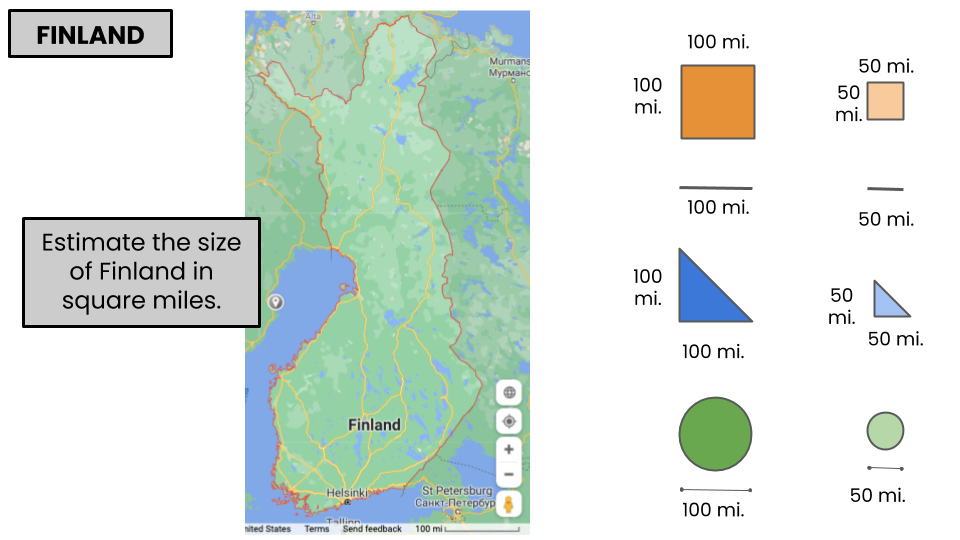 FINLAND
Estimate the size
of Finland in
square miles.
Alta
Murmans
Мурманс
Finland
Helsinki
St Petersburg
Санкт-Петербур
Tallinn
nited States Terms Send feedback 100 mi
100 mi.
100
mi.
50 mi.
50
mi.
100 mi.
50 mi.
100
mi.
100 mi.
50
mi.
50 mi.
100 mi.
50 mi.